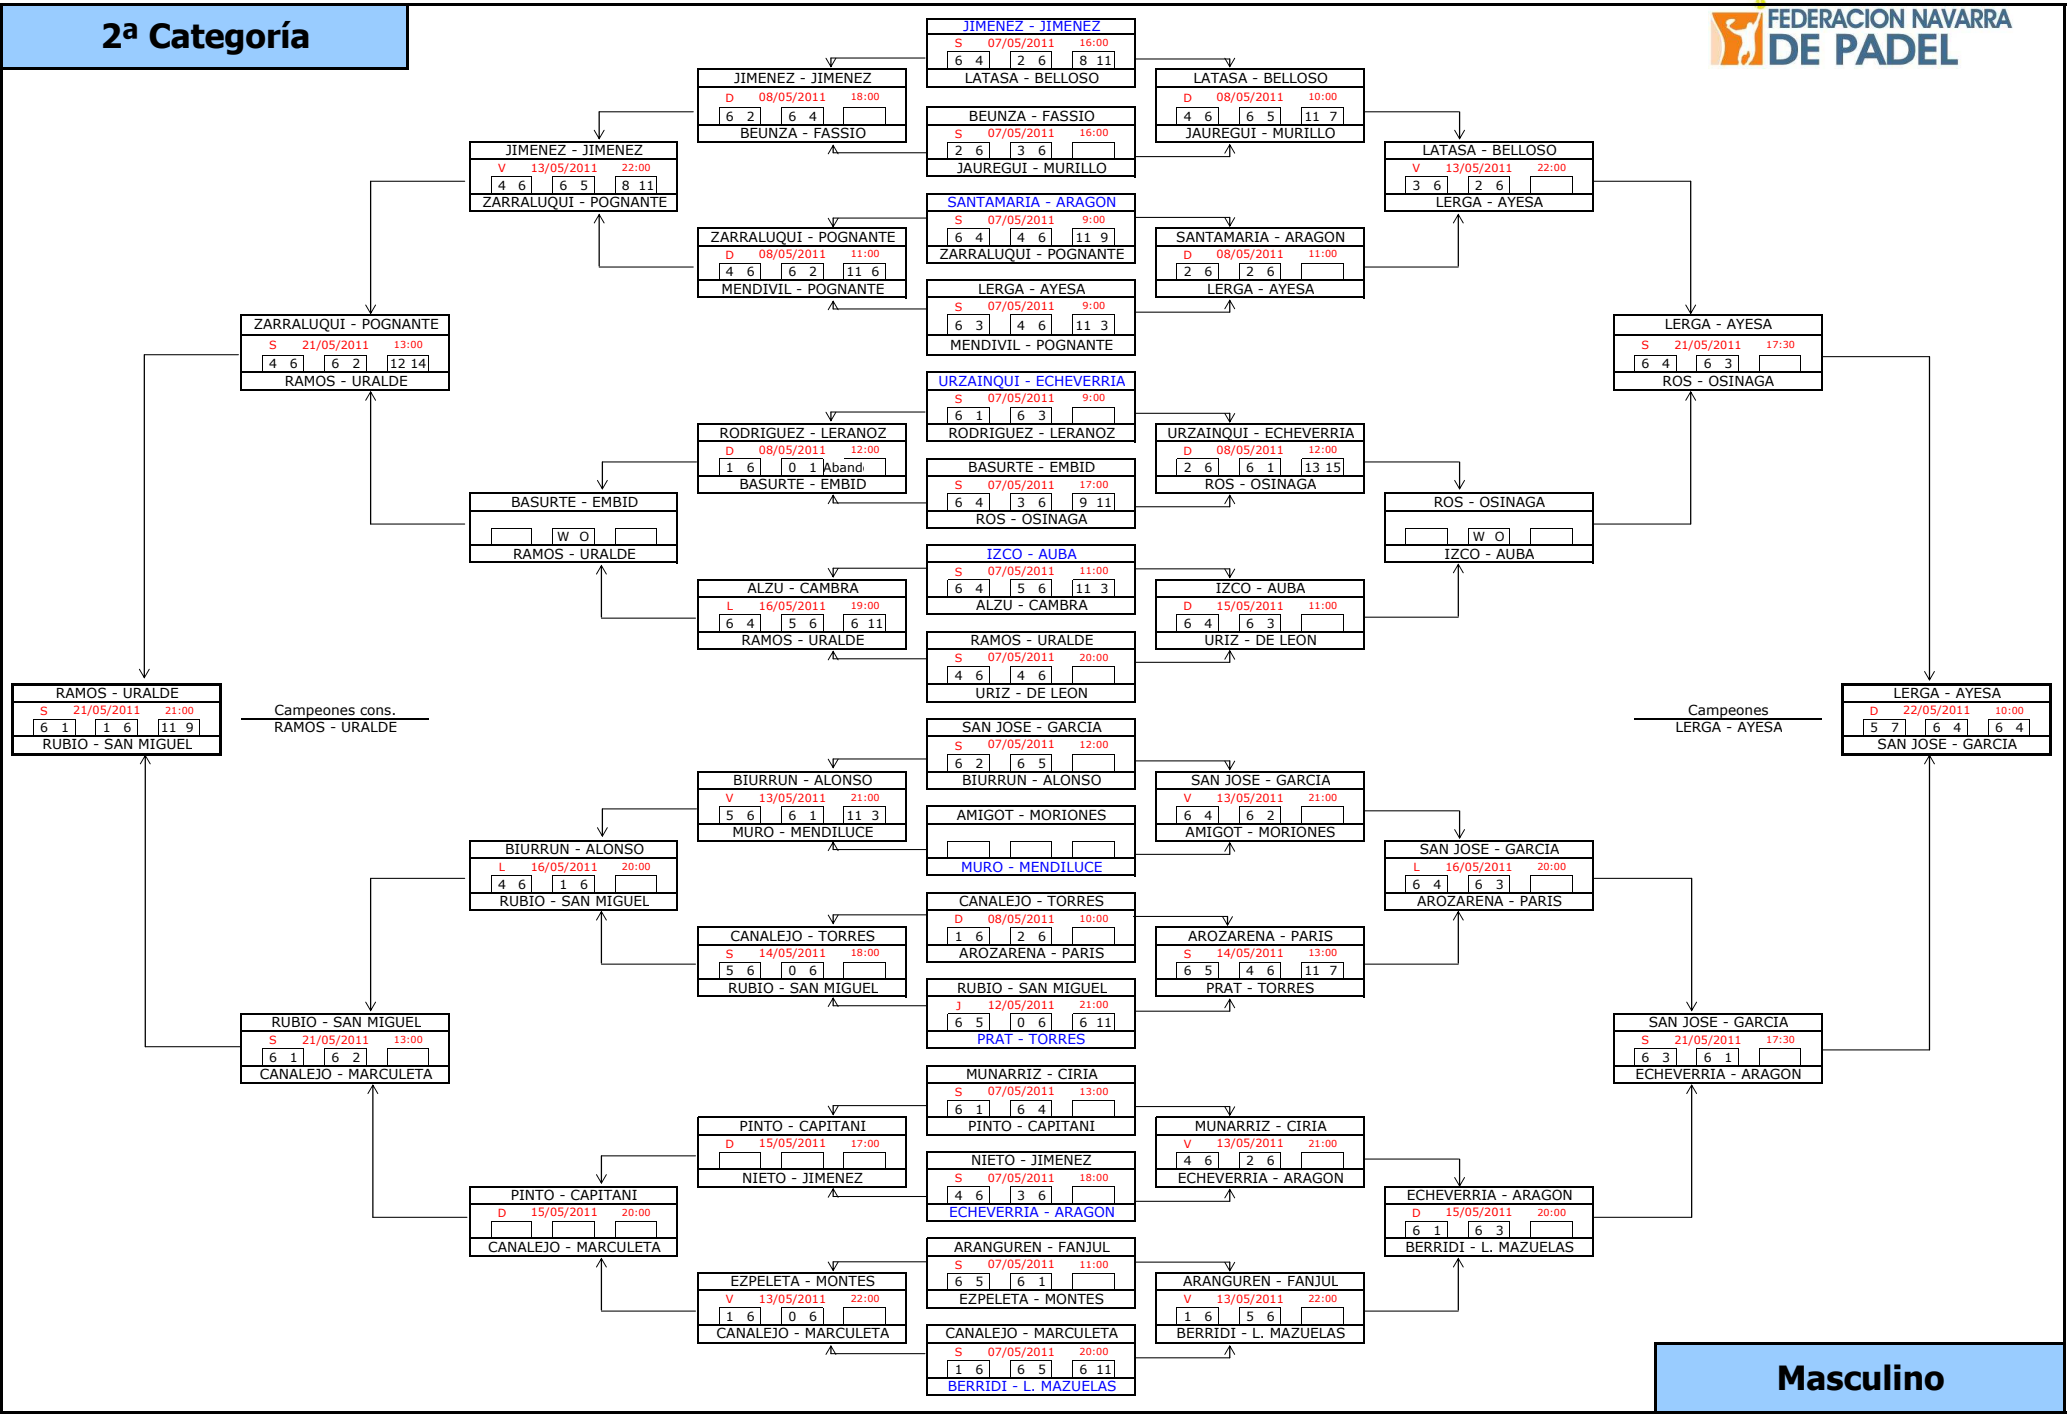 2ª Categoría
FEDERACION NAVARRA
DE PADEL
JIMENEZ - JIMENEZ
S 07/05/2011 16:00
6 4 2 6 8 11
LATASA - BELLOSO
BEUNZA - FASSIO
S 07/05/2011 16:00
2 6 3 6
JAUREGUI - MURILLO
SANTAMARIA - ARAGON
S 07/05/2011 9:00
6 4 4 6 11 9
ZARRALUQUI - POGNANTE
LERGA - AYESA
S 07/05/2011 9:00
6 3 4 6 11 3
MENDIVIL - POGNANTE
URZAINQUI - ECHEVERRIA
S 07/05/2011 9:00
6 1 6 3
RODRIGUEZ - LERANOZ
BASURTE - EMBID
S 07/05/2011 17:00
6 4 3 6 9 11
ROS - OSINAGA
IZCO - AUBA
S 07/05/2011 11:00
6 4 5 6 11 3
ALZU - CAMBRA
RAMOS - URALDE
S 07/05/2011 20:00
4 6 4 6
URIZ - DE LEON
SAN JOSE - GARCIA
S 07/05/2011 12:00
6 2 6 5
BIURRUN - ALONSO
AMIGOT - MORIONES
MURO - MENDILUCE
CANALEJO - TORRES
D 08/05/2011 10:00
1 6 2 6
AROZARENA - PARIS
RUBIO - SAN MIGUEL
J 12/05/2011 21:00
6 5 0 6 6 11
PRAT - TORRES
MUNARRIZ - CIRIA
S 07/05/2011 13:00
6 1 6 4
PINTO - CAPITANI
NIETO - JIMENEZ
S 07/05/2011 18:00
4 6 3 6
ECHEVERRIA - ARAGON
ARANGUREN - FANJUL
S 07/05/2011 11:00
6 5 6 1
EZPELETA - MONTES
CANALEJO - MARCULETA
S 07/05/2011 20:00
1 6 6 5 6 11
BERRIDI - L. MAZUELAS
JIMENEZ - JIMENEZ
D 08/05/2011 18:00
6 2 6 4
BEUNZA - FASSIO
ZARRALUQUI - POGNANTE
D 08/05/2011 11:00
4 6 6 2 11 6
MENDIVIL - POGNANTE
RODRIGUEZ - LERANOZ
D 08/05/2011 12:00
1 6 0 1 Aband
BASURTE - EMBID
ALZU - CAMBRA
L 16/05/2011 19:00
6 4 5 6 6 11
RAMOS - URALDE
BIURRUN - ALONSO
V 13/05/2011 21:00
5 6 6 1 11 3
MURO - MENDILUCE
CANALEJO - TORRES
S 14/05/2011 18:00
5 6 0 6
RUBIO - SAN MIGUEL
PINTO - CAPITANI
D 15/05/2011 17:00
NIETO - JIMENEZ
EZPELETA - MONTES
V 13/05/2011 22:00
1 6 0 6
CANALEJO - MARCULETA
JIMENEZ - JIMENEZ
V 13/05/2011 22:00
4 6 6 5 8 11
ZARRALUQUI - POGNANTE
BASURTE - EMBID
W O
RAMOS - URALDE
BIURRUN - ALONSO
L 16/05/2011 20:00
4 6 1 6
RUBIO - SAN MIGUEL
PINTO - CAPITANI
D 15/05/2011 20:00
CANALEJO - MARCULETA
ZARRALUQUI - POGNANTE
S 21/05/2011 13:00
4 6 6 2 12 14
RAMOS - URALDE
RUBIO - SAN MIGUEL
S 21/05/2011 13:00
6 1 6 2
CANALEJO - MARCULETA
RAMOS - URALDE
S 21/05/2011 21:00
6 1 1 6 11 9
RUBIO - SAN MIGUEL
Campeones cons.
RAMOS - URALDE
LATASA - BELLOSO
D 08/05/2011 10:00
4 6 6 5 11 7
JAUREGUI - MURILLO
SANTAMARIA - ARAGON
D 08/05/2011 11:00
2 6 2 6
LERGA - AYESA
URZAINQUI - ECHEVERRIA
D 08/05/2011 12:00
2 6 6 1 13 15
ROS - OSINAGA
IZCO - AUBA
D 15/05/2011 11:00
6 4 6 3
URIZ - DE LEON
SAN JOSE - GARCIA
V 13/05/2011 21:00
6 4 6 2
AMIGOT - MORIONES
AROZARENA - PARIS
S 14/05/2011 13:00
6 5 4 6 11 7
PRAT - TORRES
MUNARRIZ - CIRIA
V 13/05/2011 21:00
4 6 2 6
ECHEVERRIA - ARAGON
ARANGUREN - FANJUL
V 13/05/2011 22:00
1 6 5 6
BERRIDI - L. MAZUELAS
LATASA - BELLOSO
V 13/05/2011 22:00
3 6 2 6
LERGA - AYESA
ROS - OSINAGA
W O
IZCO - AUBA
SAN JOSE - GARCIA
L 16/05/2011 20:00
6 4 6 3
AROZARENA - PARIS
ECHEVERRIA - ARAGON
D 15/05/2011 20:00
6 1 6 3
BERRIDI - L. MAZUELAS
LERGA - AYESA
S 21/05/2011 17:30
6 4 6 3
ROS - OSINAGA
SAN JOSE - GARCIA
S 21/05/2011 17:30
6 3 6 1
ECHEVERRIA - ARAGON
Campeones
LERGA - AYESA
LERGA - AYESA
D 22/05/2011 10:00
5 7 6 4 6 4
SAN JOSE - GARCIA
Masculino